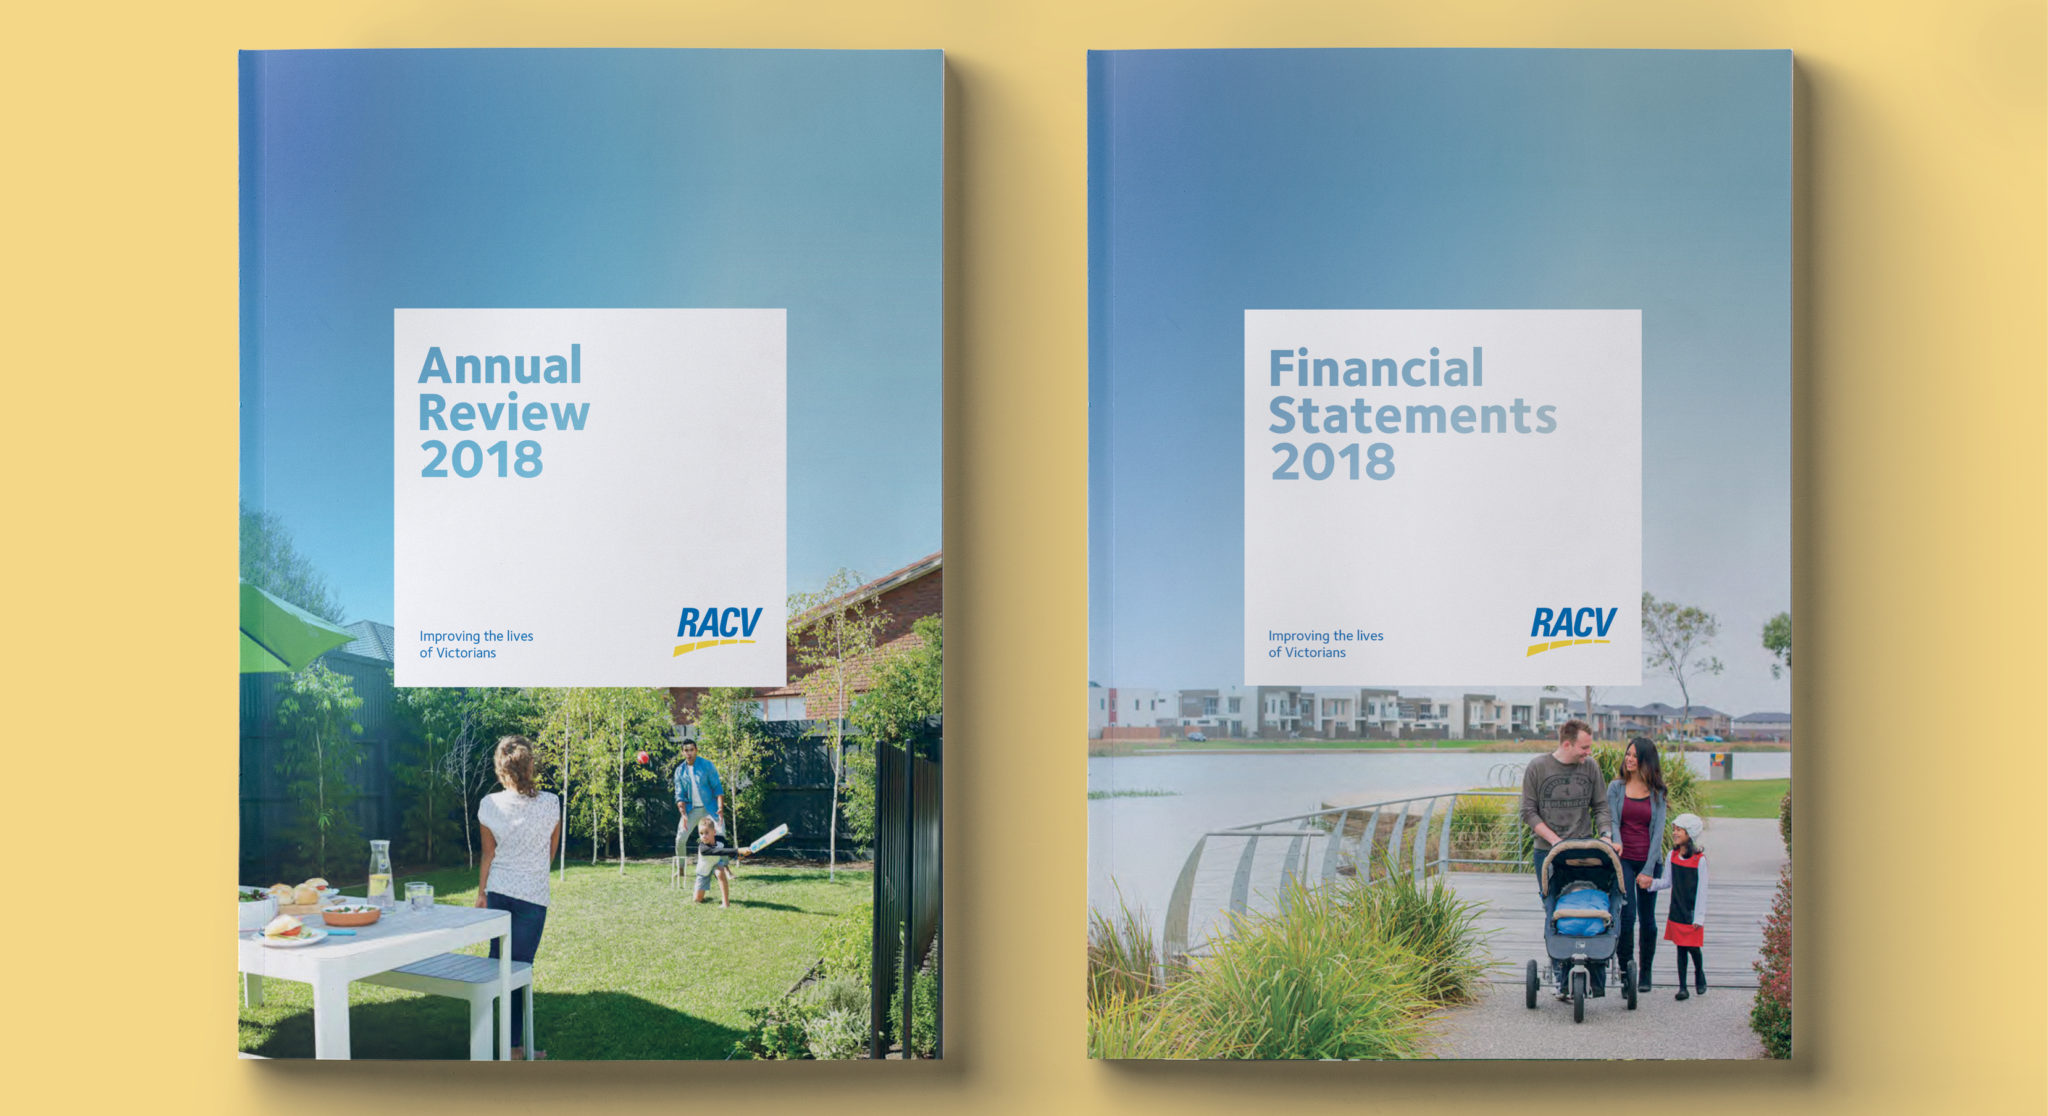 Annual
Review
2018
Improving the lives
of Victorians
RACV
Financial
Statements
2018
Improving the lives
of Victorians
RACV